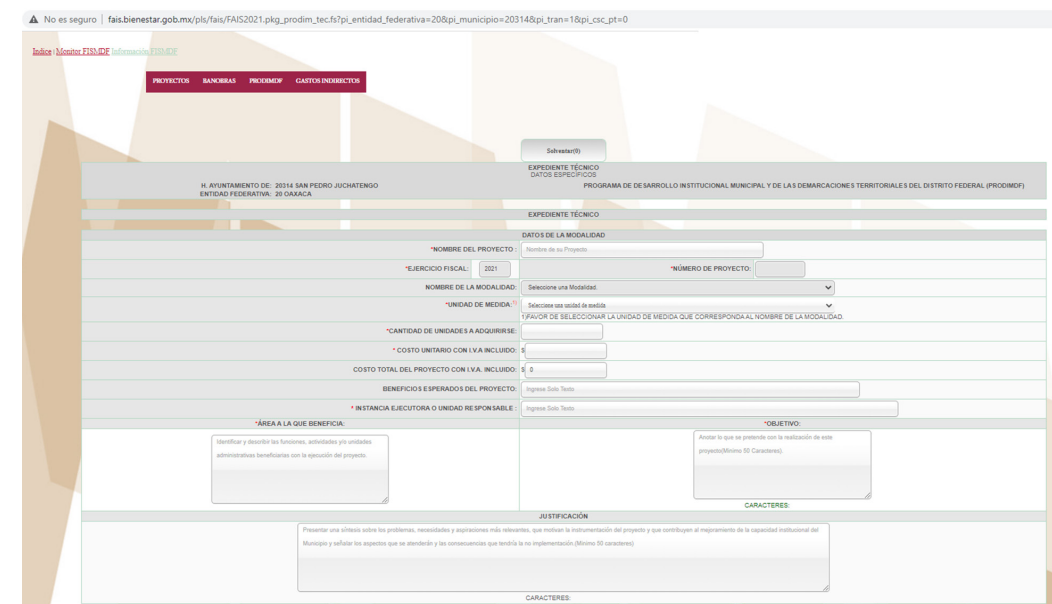 No es seguro | fais.bienestar.gob.mx/pls/fais/FAIS2021.pkg_prodim_tec.fs?pi_entidad_federativa=20&pi_municipio=20314&pi_tran=1&pi_csc_pt=0
Indice | Monitor FISMDF Información FISMDF
PROYECTOS BANOBRAS PRODIMDF GASTOS INDIRECTOS
Solventar(0)
EXPEDIENTE TÉCNICO
DATOS ESPECÍFICOS
H. AYUNTAMIENTO DE: 20314 SAN PEDRO JUCHATENGO
PROGRAMA DE DESARROLLO INSTITUCIONAL MUNICIPAL Y DE LAS DEMARCACIONES TERRITORIALES DEL DISTRITO FEDERAL (PRODIMDF)
ENTIDAD FEDERATIVA: 20 OAXACA
EXPEDIENTE TÉCNICO
DATOS DE LA MODALIDAD
*NOMBRE DEL PROYECTO : Nombre de su Proyecto
*EJERCICIO FISCAL: 2021 *NÚMERO DE PROYECTO:
NOMBRE DE LA MODALIDAD: Seleccione una Modalidad.
*UNIDAD DE MEDIDA:1) Seleccione una unidad de medida
1)FAVOR DE SELECCIONAR LA UNIDAD DE MEDIDA QUE CORRESPONDA AL NOMBRE DE LA MODALIDAD.
*CANTIDAD DE UNIDADES A ADQUIRIRSE:
* COSTO UNITARIO CON I.V.A INCLUIDO: $
COSTO TOTAL DEL PROYECTO CON I.V.A. INCLUIDO: $ 0
BENEFICIOS ESPERADOS DEL PROYECTO: Ingrese Solo Texto
* INSTANCIA EJECUTORA O UNIDAD RESPONSABLE : Ingrese Solo Texto
*ÁREA A LA QUE BENEFICIA: *OBJETIVO:
Identificar y describir las funciones, actividades y/o unidades
administrativas beneficiarias con la ejecución del proyecto.
Anotar lo que se pretende con la realización de este
proyecto(Mínimo 50 Caracteres).
CARACTERES:
JUSTIFICACIÓN
Presentar una síntesis sobre los problemas, necesidades y aspiraciones más relevantes, que motivan la instrumentación del proyecto y que contribuyen al mejoramiento de la capacidad institucional del
Municipio y señalar los aspectos que se atenderán y las consecuencias que tendría la no implementación.(Mínimo 50 caracteres)
CARACTERES: